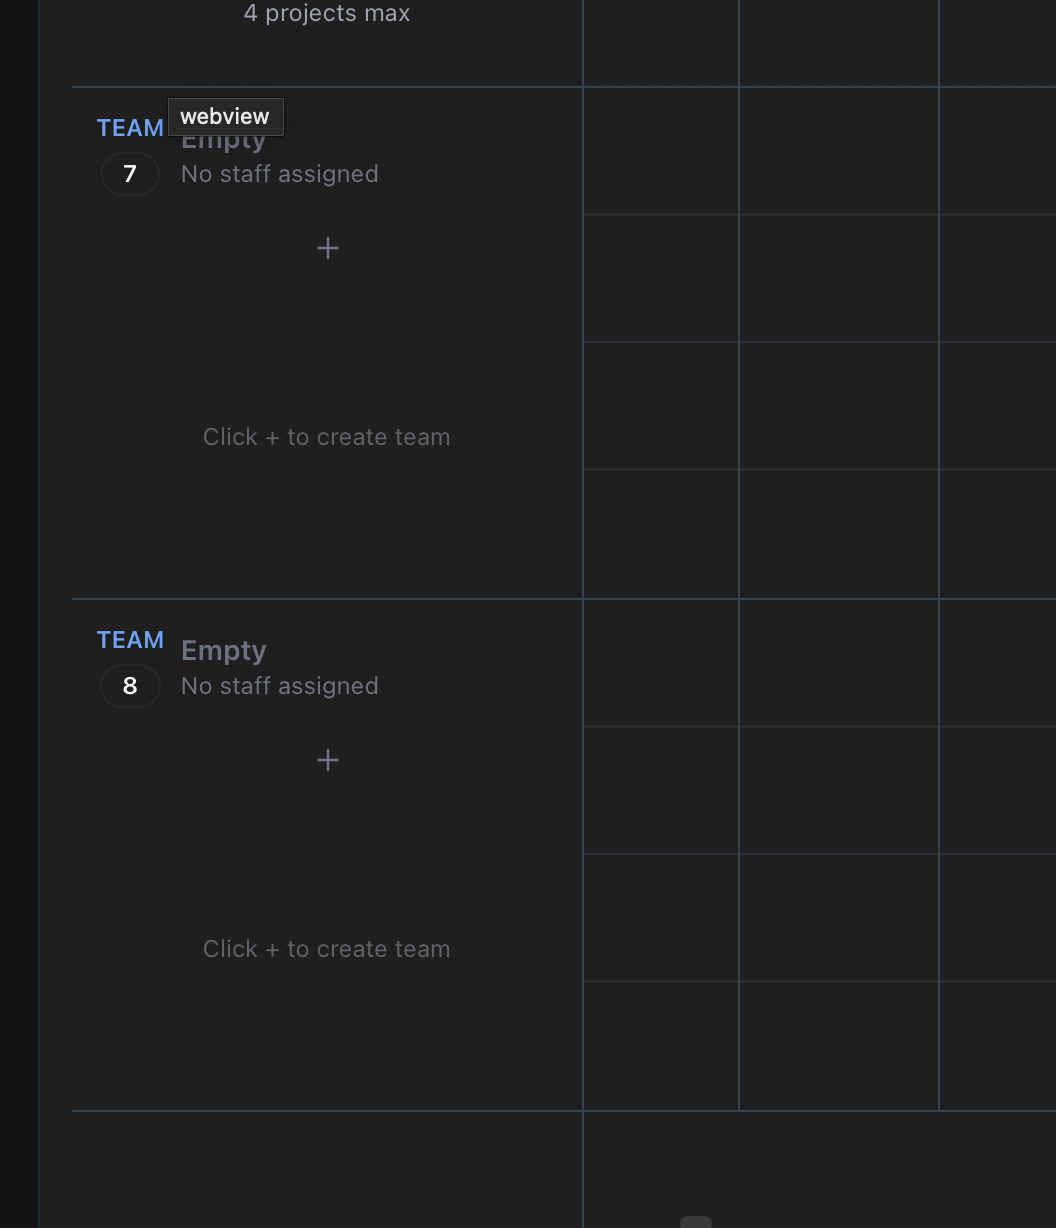 4 projects max
TEAM
webview
Empty
7
No staff assigned
+
Click + to create team
TEAM
Empty
8
No staff assigned
+
Click + to create team